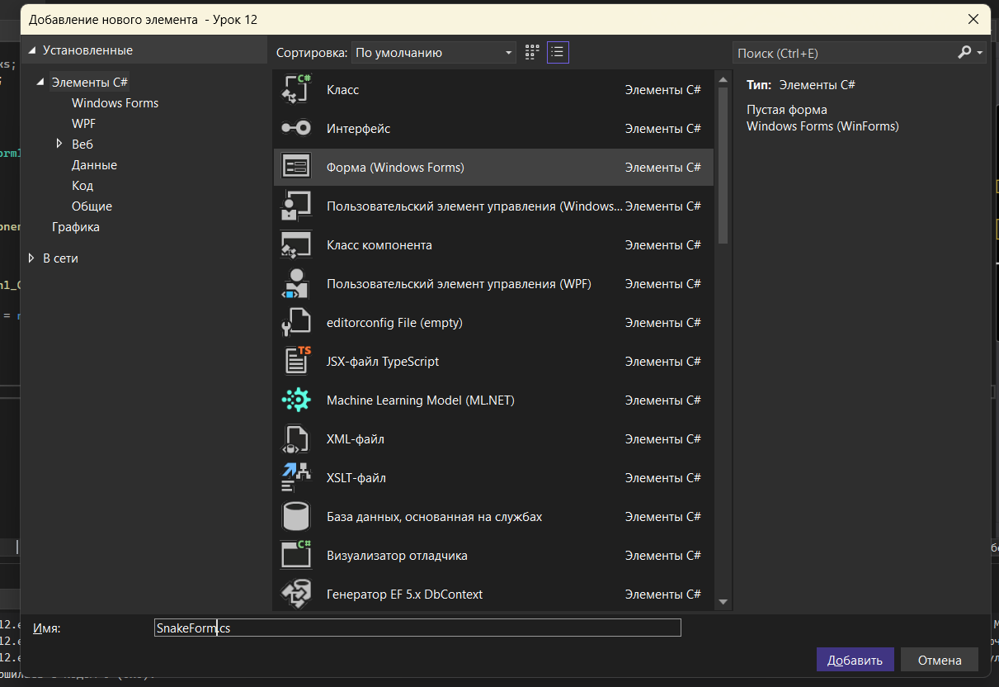 Добавление нового элемента - Урок 12
Установленные
Сортировка: По умолчанию
Поиск (Ctrl+E)
Элементы C#
Windows Forms
WPF
Веб
Данные
Код
Общие
Графика
В сети
Класс Элементы C#
Интерфейс Элементы C#
Форма (Windows Forms) Элементы C#
Пользовательский элемент управления (Windows... Элементы C#
Класс компонента Элементы C#
Пользовательский элемент управления (WPF) Элементы C#
editorconfig File (empty) Элементы C#
TS
JSX-файл TypeScript Элементы C#
Machine Learning Model (ML.NET) Элементы C#
XML-файл Элементы C#
XSLT-файл Элементы C#
База данных, основанная на службах Элементы C#
C#
Визуализатор отладчика Элементы C#
Генератор EF 5.x DbContext Элементы C#
Тип: Элементы C#
Пустая форма
Windows Forms (WinForms)
Имя: SnakeForm.cs
Добавить Отмена